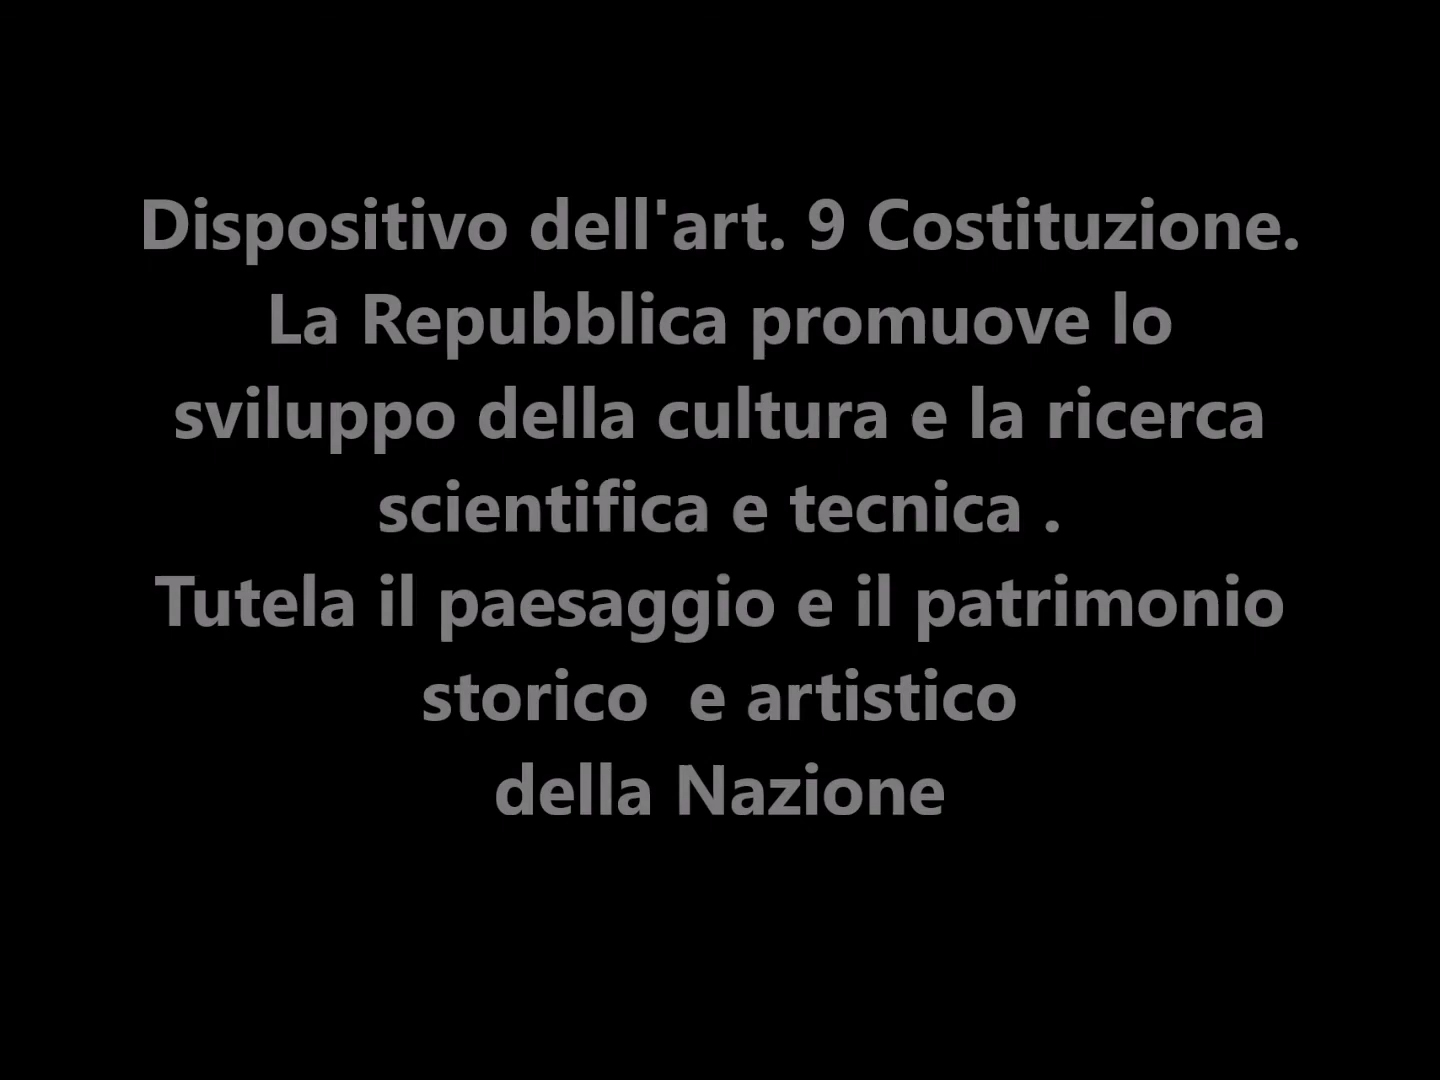 Dispositivo dell'art. 9 Costituzione.
La Repubblica promuove lo
sviluppo della cultura e la ricerca
scientifica e tecnica .
Tutela il paesaggio e il patrimonio
storico  e artistico
della Nazione